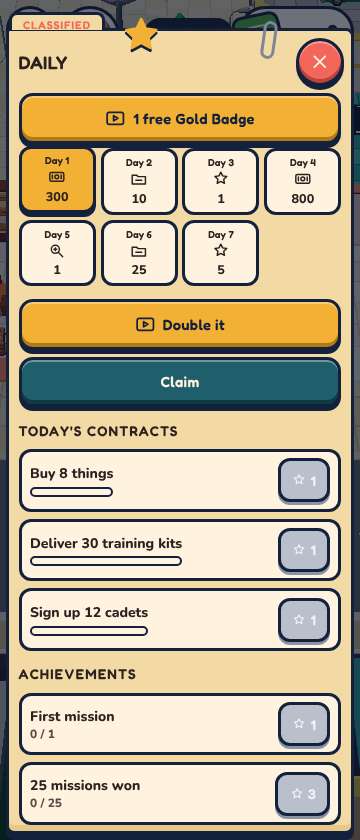 CLASSIFIED
DAILY
1 free Gold Badge
Day 1
300
Day 2
10
Day 3
1
Day 4
800
Day 5
1
Day 6
25
Day 7
5
Double it
Claim
TODAY'S CONTRACTS
Buy 8 things
1
Deliver 30 training kits
1
Sign up 12 cadets
1
ACHIEVEMENTS
First mission
0 / 1
1
25 missions won
0 / 25
3